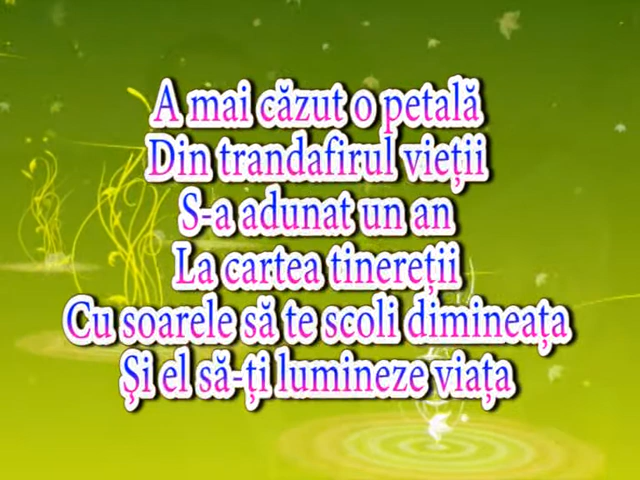 A mai căzut o petală
Din trandafirul vieții
S-a adunat un an
La cartea tinereții
Cu soarele să te scoli dimineața
Şi el să-ți lumineze viața